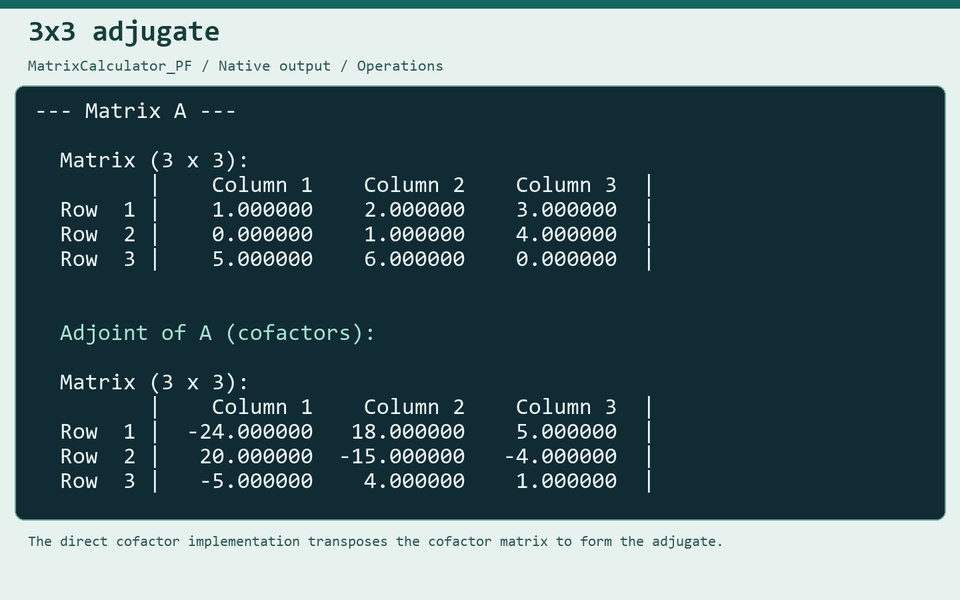 3x3 adjugate
MatrixCalculator_PF / Native output / Operations
--- Matrix A ---
Matrix (3 x 3):
| Column 1 Column 2 Column 3 |
Row 1 | 1.000000 2.000000 3.000000 |
Row 2 | 0.000000 1.000000 4.000000 |
Row 3 | 5.000000 6.000000 0.000000 |
Adjoint of A (cofactors):
Matrix (3 x 3):
| Column 1 Column 2 Column 3 |
Row 1 | -24.000000 18.000000 5.000000 |
Row 2 | 20.000000 -15.000000 -4.000000 |
Row 3 | -5.000000 4.000000 1.000000 |
The direct cofactor implementation transposes the cofactor matrix to form the adjugate.